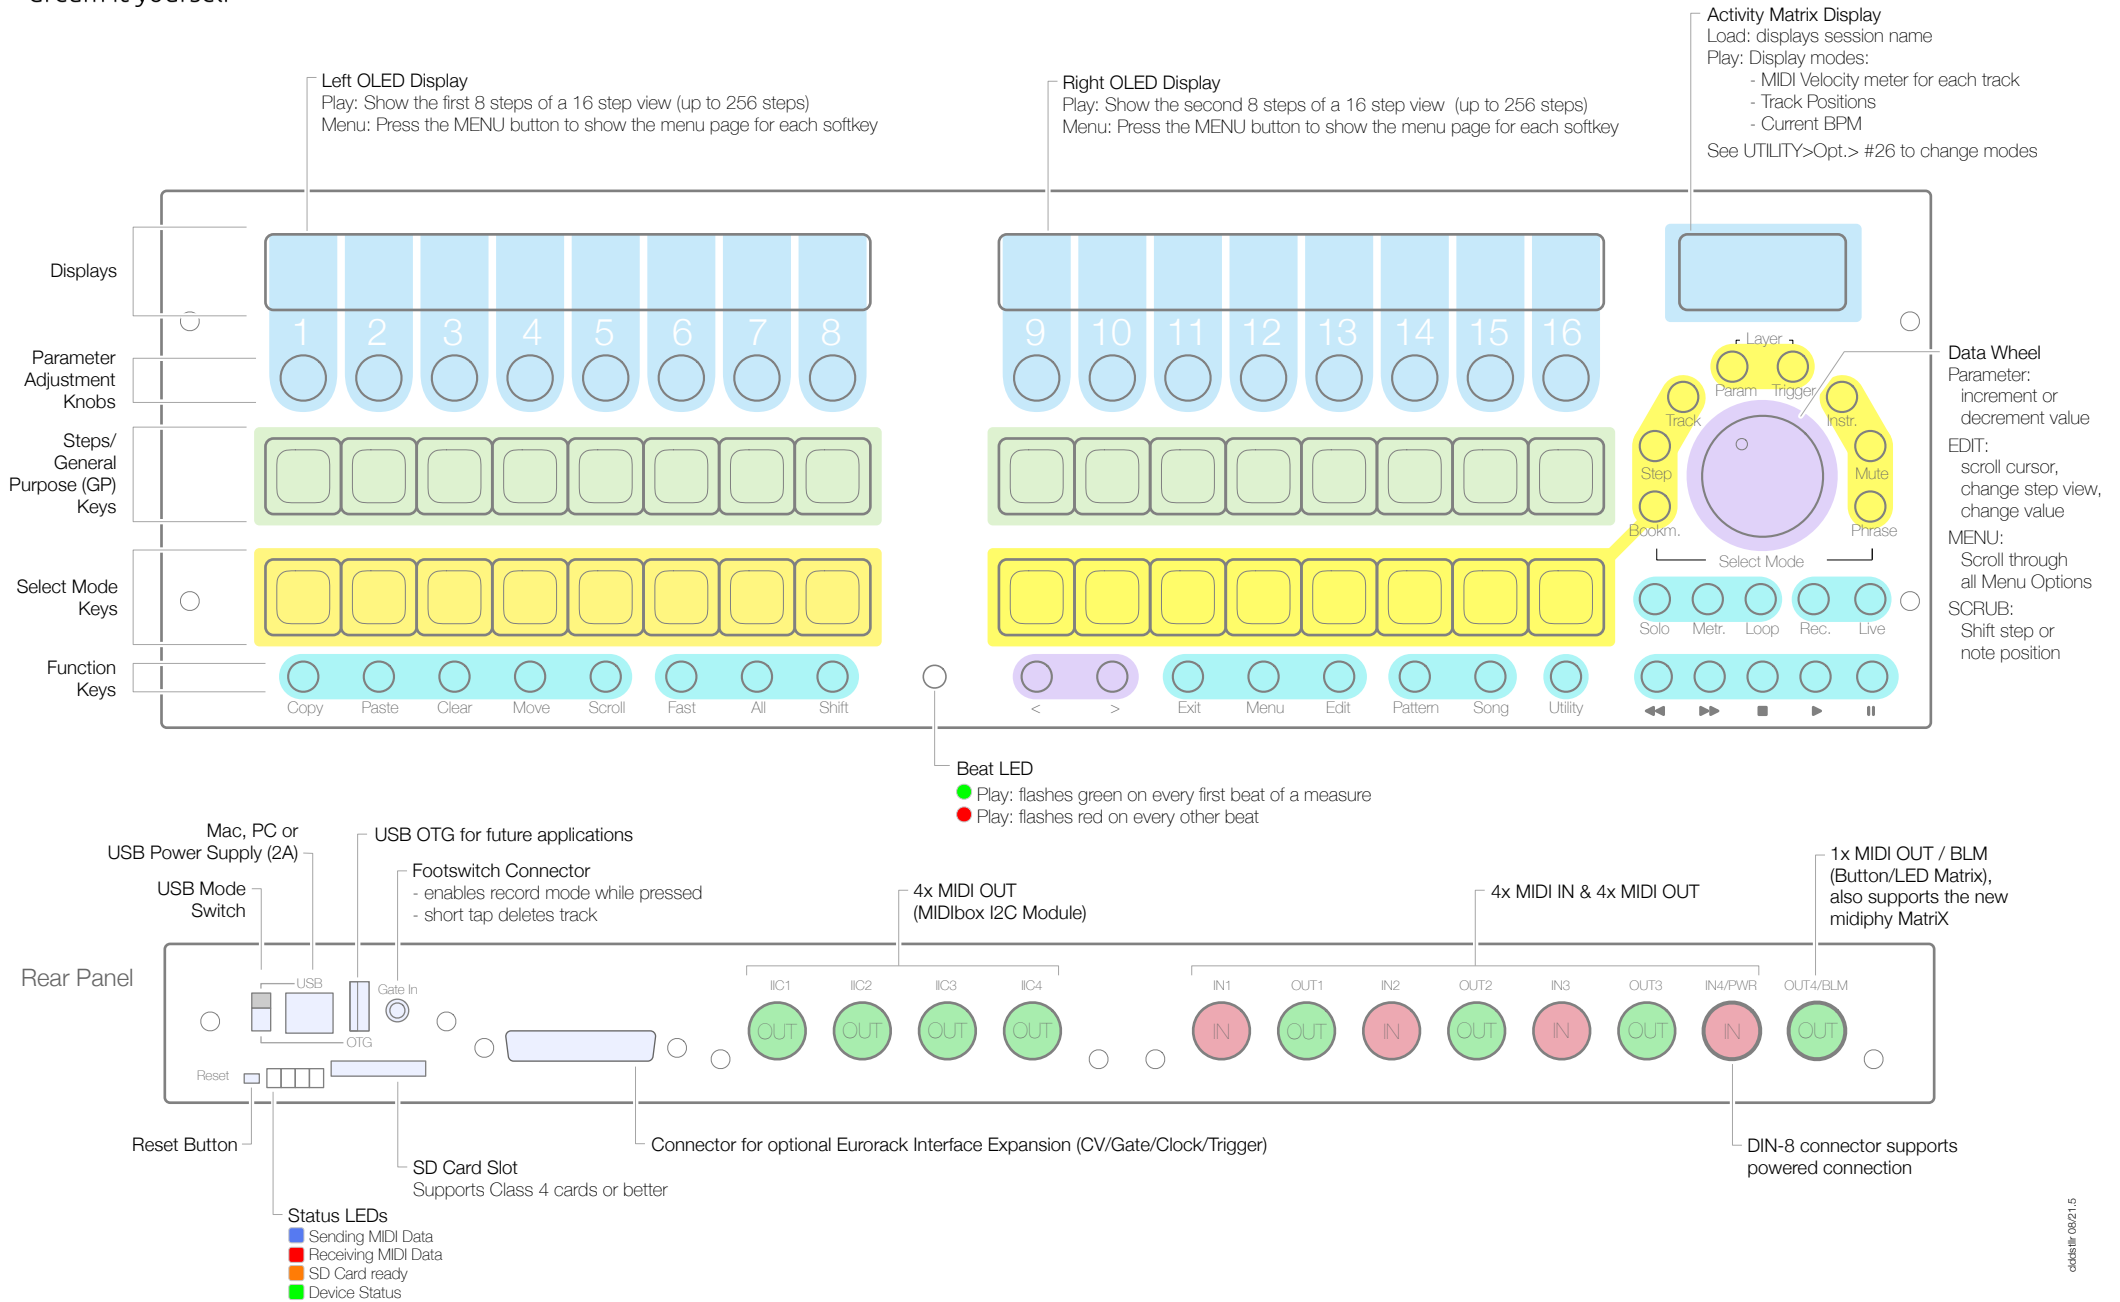 Activity Matrix Display
Load: displays session name
Play: Display modes:
- MIDI Velocity meter for each track
- Track Positions
- Current BPM
See UTILITY>Opt.> #26 to change modes
Left OLED Display
Play: Show the first 8 steps of a 16 step view (up to 256 steps)
Menu: Press the MENU button to show the menu page for each softkey
Right OLED Display
Play: Show the second 8 steps of a 16 step view (up to 256 steps)
Menu: Press the MENU button to show the menu page for each softkey
Displays
1 2 3 4 5 6 7 8
9 10 11 12 13 14 15 16
Parameter
Adjustment
Knobs
Steps/
General
Purpose (GP)
Keys
Select Mode
Keys
Function
Keys
Layer
Param Trigger
Track Instr.
Step Mute
Bookm. Phrase
Select Mode
Solo Metr. Loop Rec. Live
Data Wheel
Parameter:
increment or
decrement value
EDIT:
scroll cursor,
change step view,
change value
MENU:
Scroll through
all Menu Options
SCRUB:
Shift step or
note position
Copy Paste Clear Move Scroll Fast All Shift
< > Exit Menu Edit Pattern Song Utility
Beat LED
Play: flashes green on every first beat of a measure
Play: flashes red on every other beat
Mac, PC or
USB Power Supply (2A)
USB Mode
Switch
USB OTG for future applications
Footswitch Connector
- enables record mode while pressed
- short tap deletes track
4x MIDI OUT
(MIDIbox I2C Module)
4x MIDI IN & 4x MIDI OUT
1x MIDI OUT / BLM
(Button/LED Matrix),
also supports the new
midiphy MatriX
Rear Panel
USB
Gate In
OTG
Reset
IIC1 IIC2 IIC3 IIC4
OUT OUT OUT OUT
IN1 OUT1 IN2 OUT2 IN3 OUT3 IN4/PWR OUT4/BLM
IN OUT IN OUT IN OUT IN OUT
Reset Button
SD Card Slot
Supports Class 4 cards or better
Connector for optional Eurorack Interface Expansion (CV/Gate/Clock/Trigger)
DIN-8 connector supports
powered connection
Status LEDs
Sending MIDI Data
Receiving MIDI Data
SD Card ready
Device Status
08/21.5